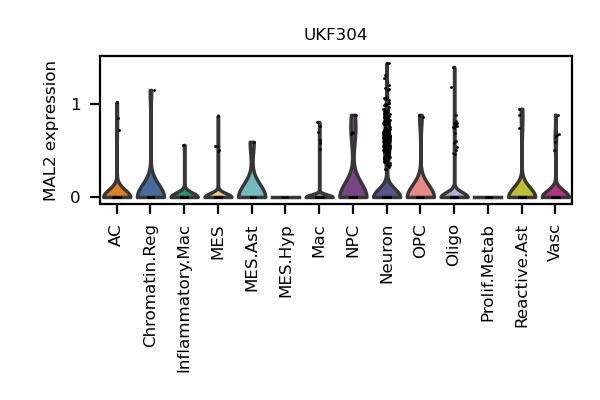 UKF304
MAL2 expression
1
0
AC
Chromatin.Reg
Inflammatory.Mac
MES
MES.Ast
MES.Hyp
Mac
NPC
Neuron
OPC
Oligo
Prolif.Metab
Reactive.Ast
Vasc